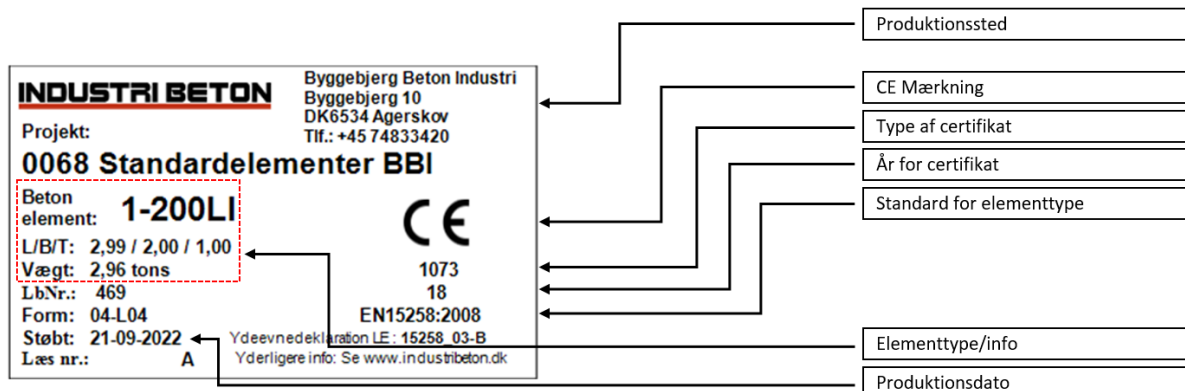 Produktionssted
CE Mærkning
Type af certifikat
År for certifikat
Standard for elementtype
Elementtype/info
Produktionsdato
INDUSTRI BETON
Byggebjerg Beton Industri
Byggebjerg 10
DK6534 Agerskov
Tlf.: +45 74833420
Projekt:
0068 Standardelementer BBI
Beton
element: 1-200LI
L/B/T: 2,99 / 2,00 / 1,00
Vægt: 2,96 tons
LbNr.: 469
Form: 04-L04
Støbt: 21-09-2022
Læs nr.: A
CE
1073
18
EN15258:2008
Ydeevnedeklaration LE : 15258_03-B
Yderligere info: Se www.industribeton.dk